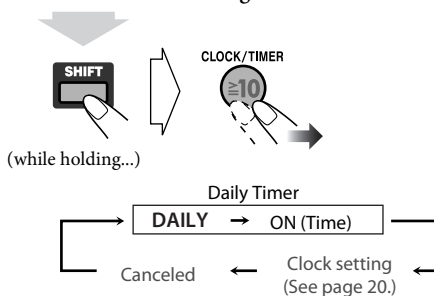 CLOCK/TIMER
SHIFT
≧10
(while holding...)
Daily Timer
DAILY → ON (Time)
Canceled ← Clock setting ←
(See page 20.)